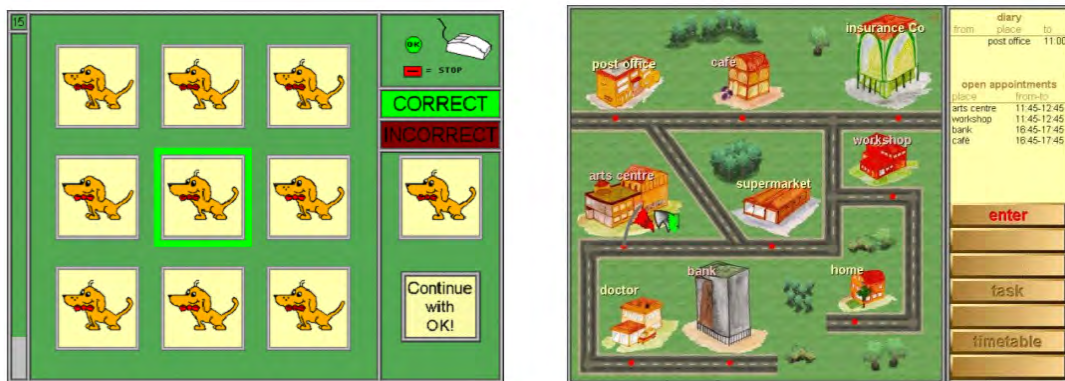 15
OK
= STOP
CORRECT
INCORRECT
Continue
with
OK!
insurance Co
post office
café
workshop
arts centre
supermarket
bank
home
doctor
diary
from place to
post office 11:00
open appointments
place from-to
arts centre 11:45-12:45
workshop 11:45-12:45
bank 16:45-17:45
café 16:45-17:45
enter
task
timetable